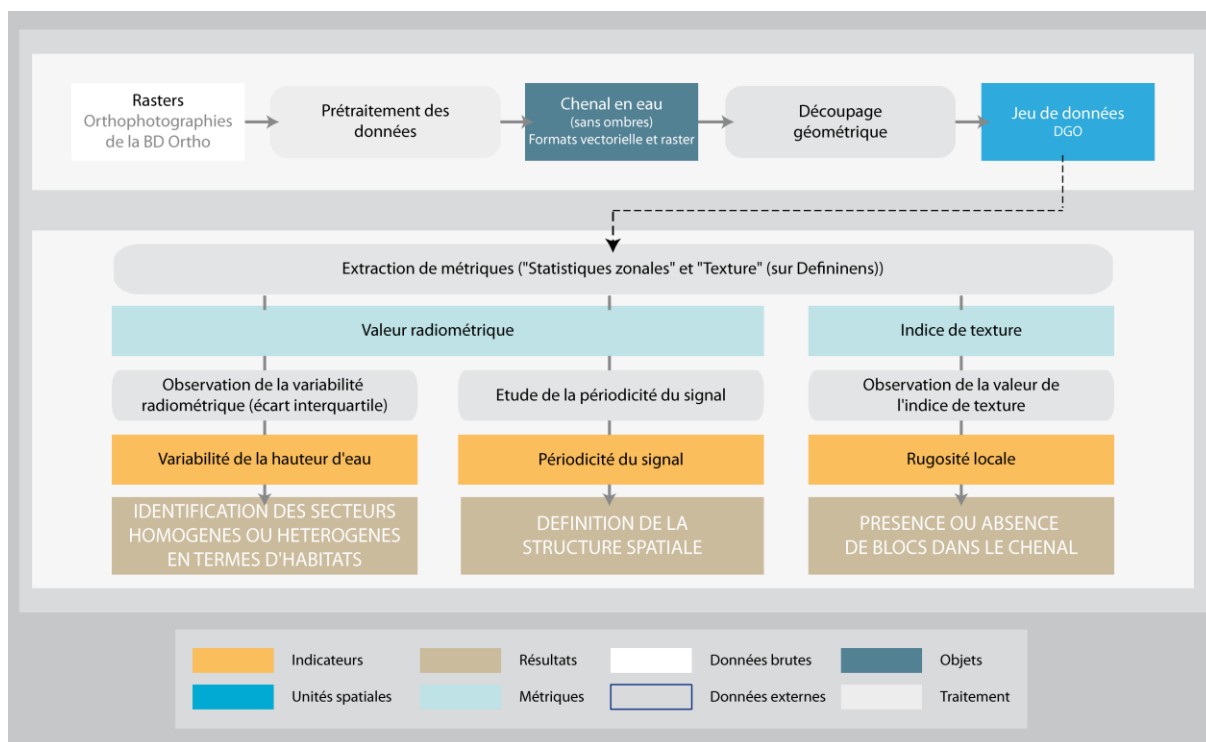 Rasters
Orthophotographies
de la BD Ortho
Prétraitement des
données
Chenal en eau
(sans ombres)
Formats vectorielle et raster
Découpage
géométrique
Jeu de données
DGO
Extraction de métriques ("Statistiques zonales" et "Texture" (sur Defininens))
Valeur radiométrique
Indice de texture
Observation de la variabilité
radiométrique (écart interquartile)
Etude de la périodicité du signal
Observation de la valeur de
l'indice de texture
Variabilité de la hauteur d'eau
Périodicité du signal
Rugosité locale
IDENTIFICATION DES SECTEURS
HOMOGENES OU HETEROGENES
EN TERMES D'HABITATS
DEFINITION DE LA
STRUCTURE SPATIALE
PRESENCE OU ABSENCE
DE BLOCS DANS LE CHENAL
Indicateurs
Résultats
Données brutes
Objets
Unités spatiales
Métriques
Données externes
Traitement